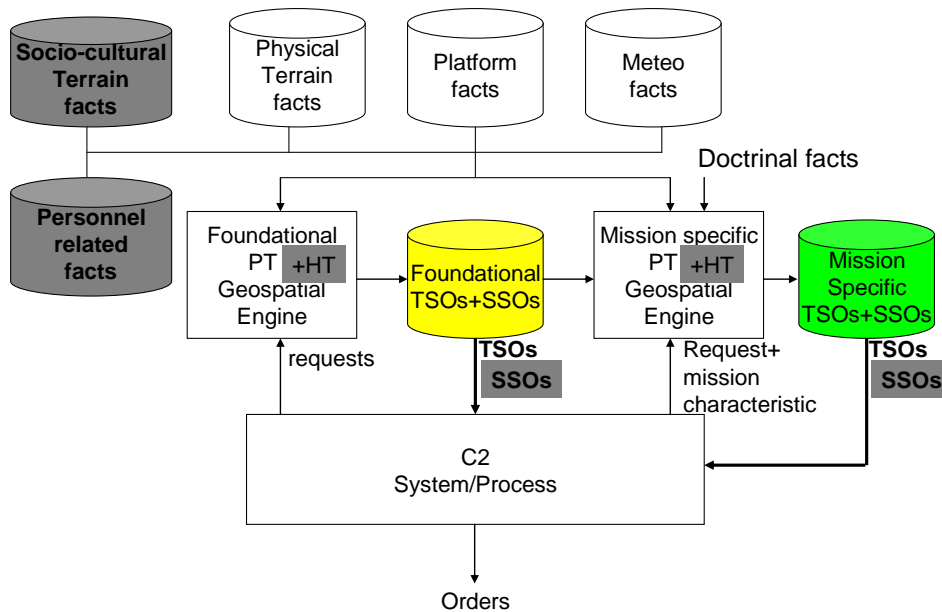 Socio-cultural
Terrain
facts
Physical
Terrain
facts
Platform
facts
Meteo
facts
Doctrinal facts
Personnel
related
facts
Foundational
PT +HT
Geospatial
Engine
Foundational
TSOs+SSOs
Mission specific
PT +HT
Geospatial
Engine
Mission
Specific
TSOs+SSOs
requests
TSOs
SSOs
Request+
mission
characteristic
TSOs
SSOs
C2
System/Process
Orders